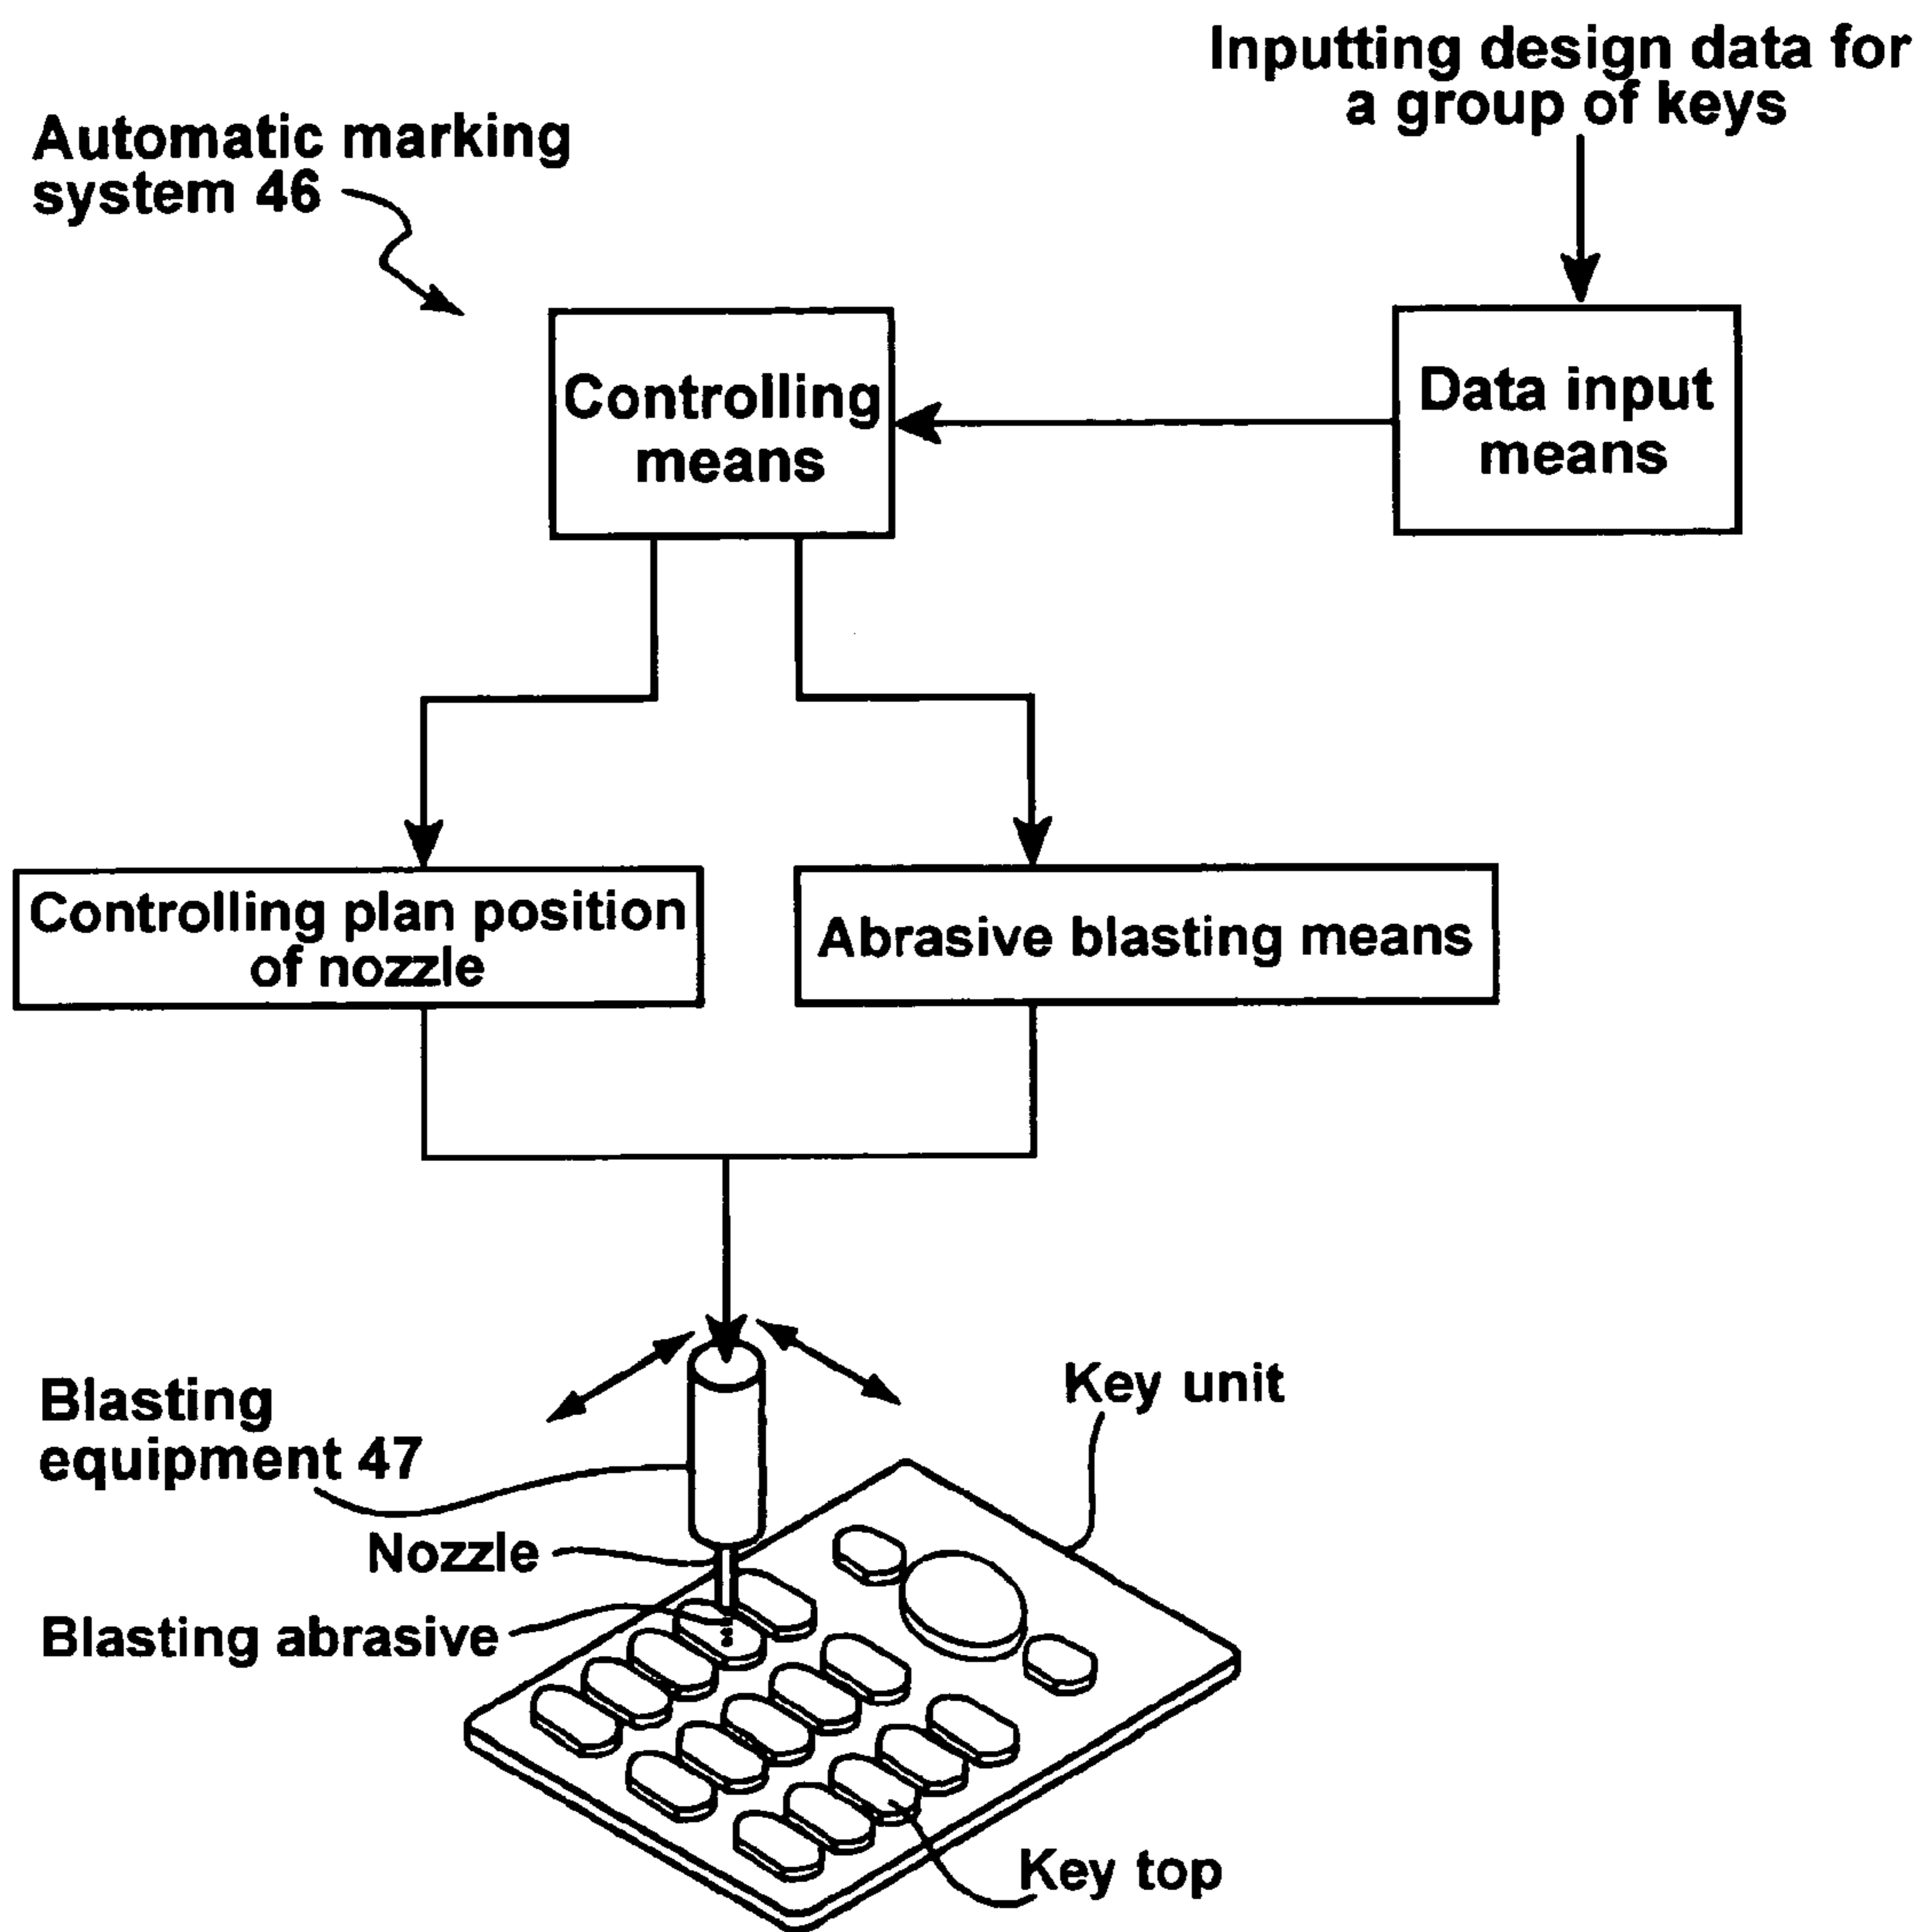 Inputting design data for
a group of keys
Automatic marking
system 46
Controlling
means
Data input
means
Controlling plan position
of nozzle
Abrasive blasting means
Blasting
equipment 47
Key unit
Nozzle
Blasting abrasive
Key top